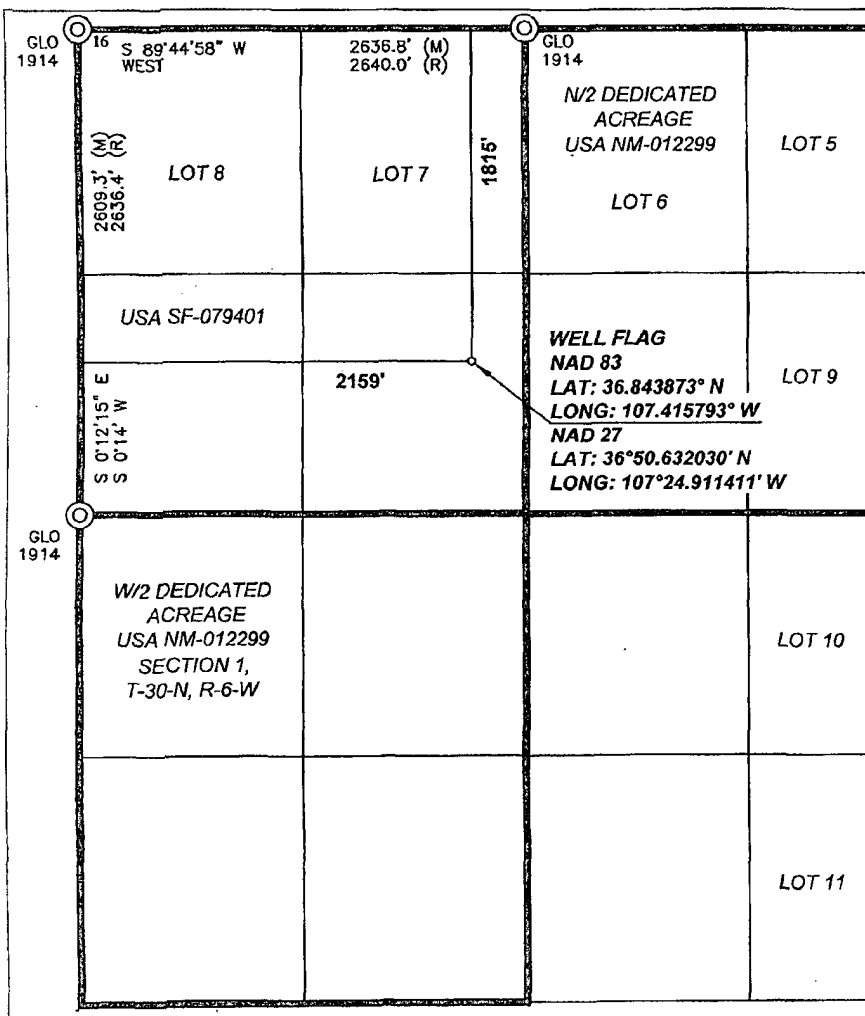 GLO
1914
16
S 89°44'58" W
WEST
2636.8' (M)
2640.0' (R)
GLO
1914
N/2 DEDICATED
ACREAGE
USA NM-012299
LOT 5
LOT 6
LOT 7
LOT 8
1815'
2609.3' (M)
2636.4' (R)
USA SF-079401
2159'
WELL FLAG
NAD 83
LAT: 36.843873° N
LONG: 107.415793° W
NAD 27
LAT: 36°50.632030' N
LONG: 107°24.911411' W
LOT 9
S 0°12'15" E
S 0°14' W
GLO
1914
W/2 DEDICATED
ACREAGE
USA NM-012299
SECTION 1,
T-30-N, R-6-W
LOT 10
LOT 11